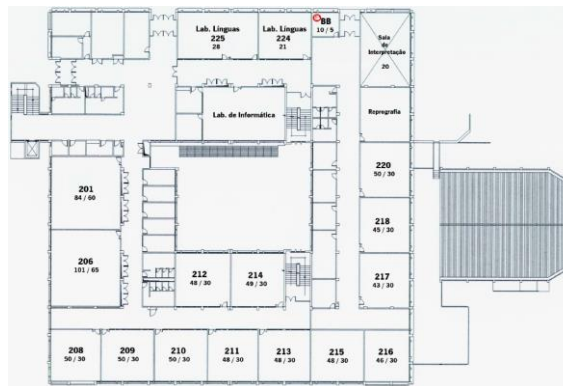 Lab. Línguas
225
28
Lab. Línguas
224
21
BB
10 / 5
Sala
de
Interpretação
20
Lab. de Informática
Reprografia
201
84 / 60
220
50 / 30
218
45 / 30
206
101 / 65
212
48 / 30
214
49 / 30
217
43 / 30
208
50 / 30
209
50 / 30
210
50 / 30
211
48 / 30
213
48 / 30
215
48 / 30
216
46 / 30